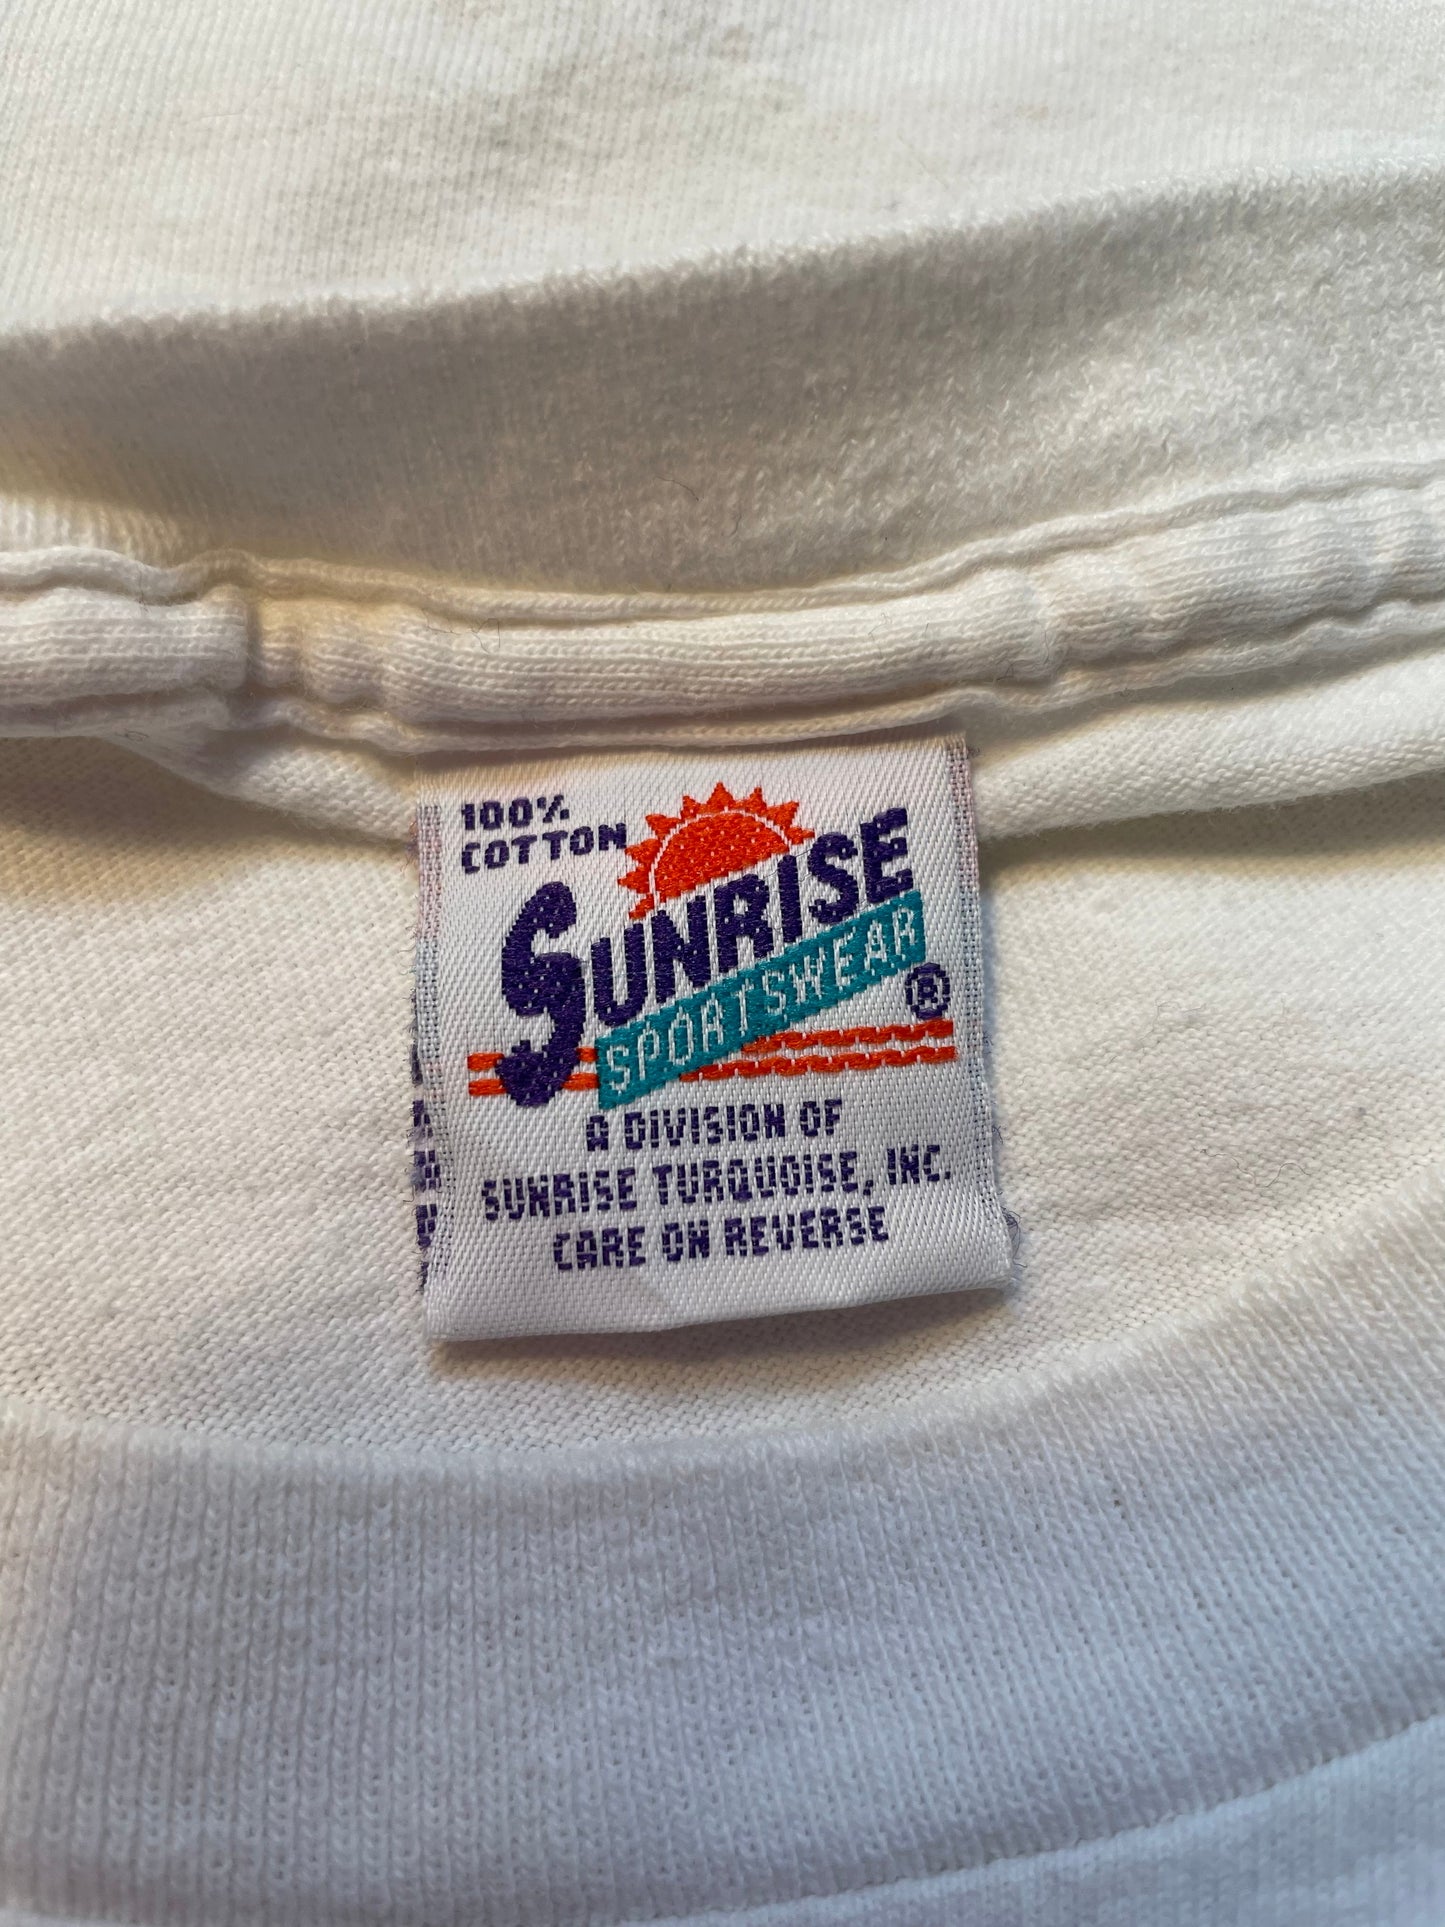 100%
COTTON
SUNRISE
SPORTSWEAR
®
A DIVISION OF
SUNRISE TURQUOISE, INC.
CARE ON REVERSE